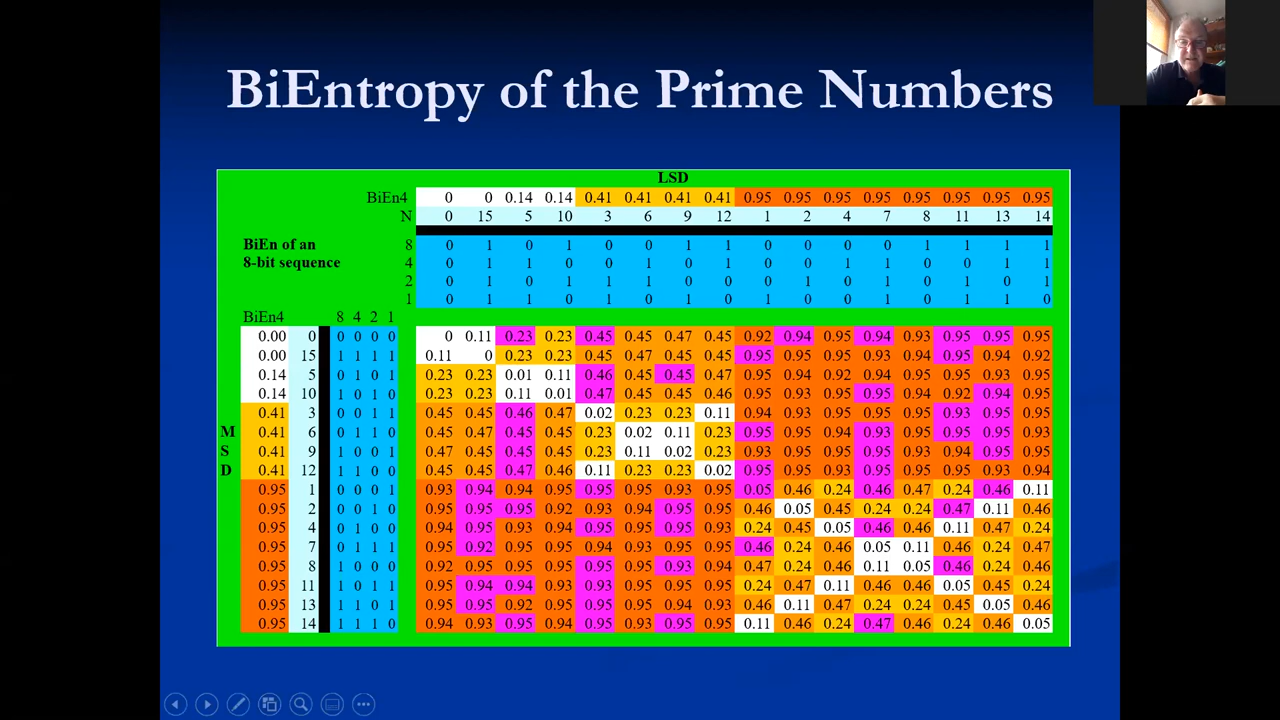 BiEntropy of the Prime Numbers
LSD
BiEn4 0 0 0.14 0.14 0.41 0.41 0.41 0.41 0.95 0.95 0.95 0.95 0.95 0.95 0.95 0.95
N 0 15 5 10 3 6 9 12 1 2 4 7 8 11 13 14
BiEn of an 8 0 1 0 1 0 0 1 1 0 0 0 0 1 1 1 1
8-bit sequence 4 0 1 1 0 0 1 0 1 0 0 1 1 0 0 1 1
2 0 1 0 1 1 1 0 0 0 1 0 1 0 1 0 1
1 0 1 1 0 1 0 1 0 1 0 0 1 0 1 1 0
BiEn4 8 4 2 1
0.00 0 0 0 0 0 0 0.11 0.23 0.23 0.45 0.45 0.47 0.45 0.92 0.94 0.95 0.94 0.93 0.95 0.95 0.95
0.00 15 1 1 1 1 0.11 0 0.23 0.23 0.45 0.47 0.45 0.45 0.95 0.95 0.95 0.93 0.94 0.95 0.94 0.92
0.14 5 0 1 0 1 0.23 0.23 0.01 0.11 0.46 0.45 0.45 0.47 0.95 0.94 0.92 0.94 0.95 0.95 0.93 0.95
0.14 10 1 0 1 0 0.23 0.23 0.11 0.01 0.47 0.45 0.45 0.46 0.95 0.93 0.95 0.95 0.94 0.92 0.94 0.95
0.41 3 0 0 1 1 0.45 0.45 0.46 0.47 0.02 0.23 0.23 0.11 0.94 0.93 0.95 0.95 0.95 0.93 0.95 0.95
M 0.41 6 0 1 1 0 0.45 0.47 0.45 0.45 0.23 0.02 0.11 0.23 0.95 0.95 0.94 0.93 0.95 0.95 0.95 0.93
S 0.41 9 1 0 0 1 0.47 0.45 0.45 0.45 0.23 0.11 0.02 0.23 0.93 0.95 0.95 0.95 0.93 0.94 0.95 0.95
D 0.41 12 1 1 0 0 0.45 0.45 0.47 0.46 0.11 0.23 0.23 0.02 0.95 0.95 0.93 0.95 0.95 0.95 0.93 0.94
0.95 1 0 0 0 1 0.93 0.94 0.94 0.95 0.95 0.95 0.93 0.95 0.05 0.46 0.24 0.46 0.47 0.24 0.46 0.11
0.95 2 0 0 1 0 0.95 0.95 0.95 0.92 0.93 0.94 0.95 0.95 0.46 0.05 0.45 0.24 0.24 0.47 0.11 0.46
0.95 4 0 1 0 0 0.94 0.95 0.93 0.94 0.95 0.95 0.95 0.93 0.24 0.45 0.05 0.46 0.46 0.11 0.47 0.24
0.95 7 0 1 1 1 0.95 0.92 0.95 0.95 0.94 0.93 0.95 0.95 0.46 0.24 0.46 0.05 0.11 0.46 0.24 0.47
0.95 8 1 0 0 0 0.92 0.95 0.95 0.95 0.95 0.95 0.93 0.94 0.47 0.24 0.46 0.11 0.05 0.46 0.24 0.46
0.95 11 1 0 1 1 0.95 0.94 0.94 0.93 0.93 0.95 0.95 0.95 0.24 0.47 0.11 0.46 0.46 0.05 0.45 0.24
0.95 13 1 1 0 1 0.95 0.95 0.92 0.95 0.95 0.95 0.94 0.93 0.46 0.11 0.47 0.24 0.24 0.45 0.05 0.46
0.95 14 1 1 1 0 0.94 0.93 0.95 0.94 0.95 0.93 0.95 0.95 0.11 0.46 0.24 0.47 0.46 0.24 0.46 0.05